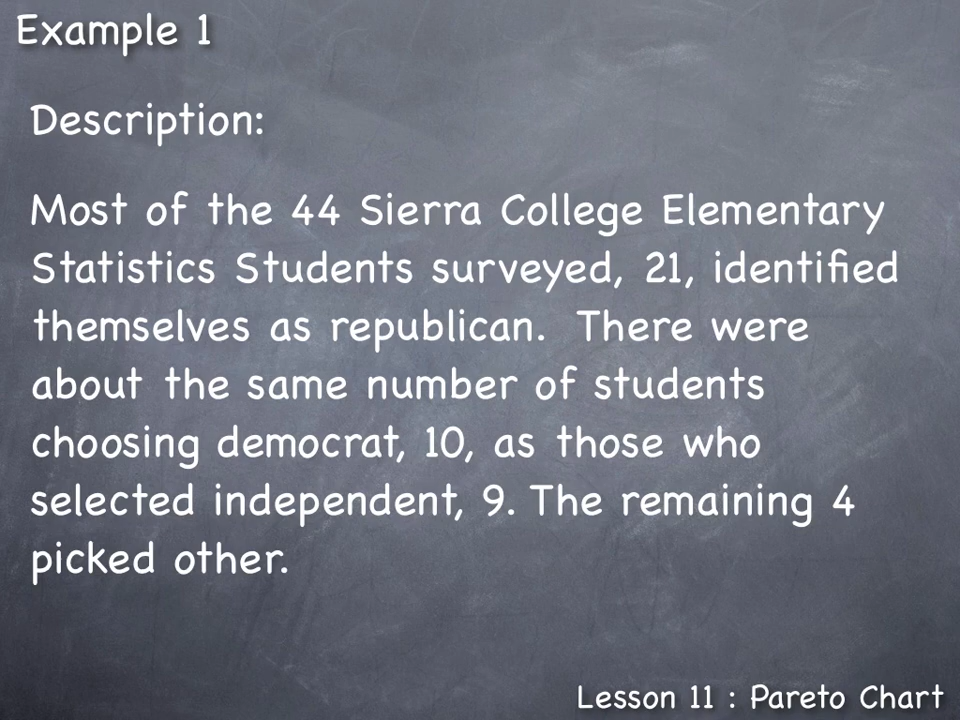 Example 1
Description:
Most of the 44 Sierra College Elementary
Statistics Students surveyed, 21, identified
themselves as republican.  There were
about the same number of students
choosing democrat, 10, as those who
selected independent, 9. The remaining 4
picked other.
Lesson 11 : Pareto Chart